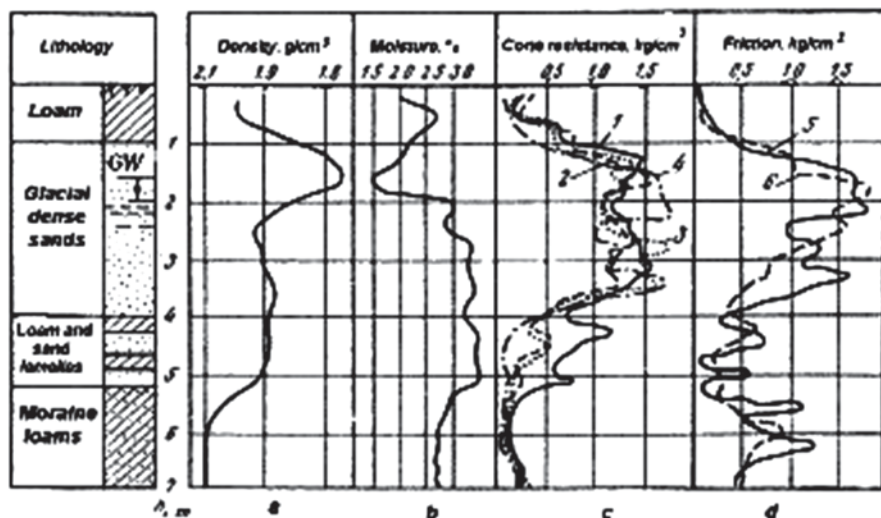 Lithology
Density, g/cm³
2,1 1,9 1,8
Moisture,
1 5 2 0 2,5 3 0
Cone resistance, kg/cm³
0,5 1,0 1,5
Friction, kg/cm²
0,5 1,0 1,5
Loam
1
GW
Glacial
dense
sands
2
3
4
Loam and
sand
5
Moraine
loams
6
7
1
2
4
3
5
6
a
b
c
d